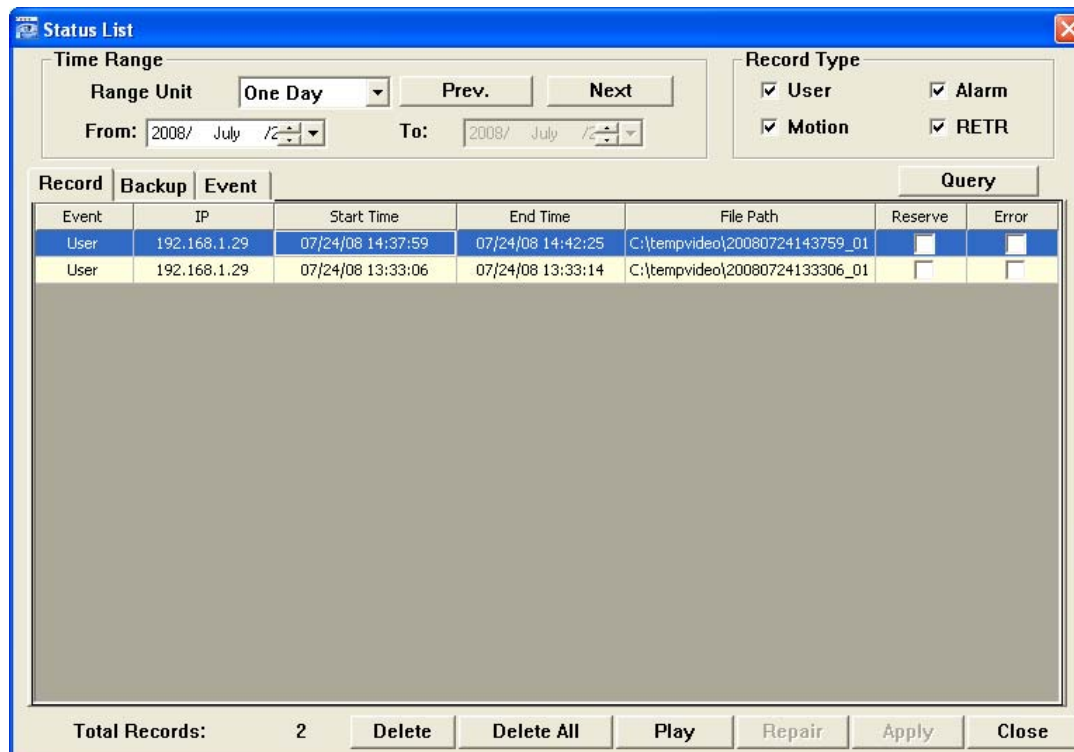 Status List
Time Range
Record Type
Range Unit One Day Prev. Next
User Alarm
From: 2008/ July /2 To: 2008/ July /2
Motion RETR
Record Backup Event Query
Event IP Start Time End Time File Path Reserve Error
User 192.168.1.29 07/24/08 14:37:59 07/24/08 14:42:25 C:\tempvideo\20080724143759_01
User 192.168.1.29 07/24/08 13:33:06 07/24/08 13:33:14 C:\tempvideo\20080724133306_01
Total Records: 2 Delete Delete All Play Repair Apply Close